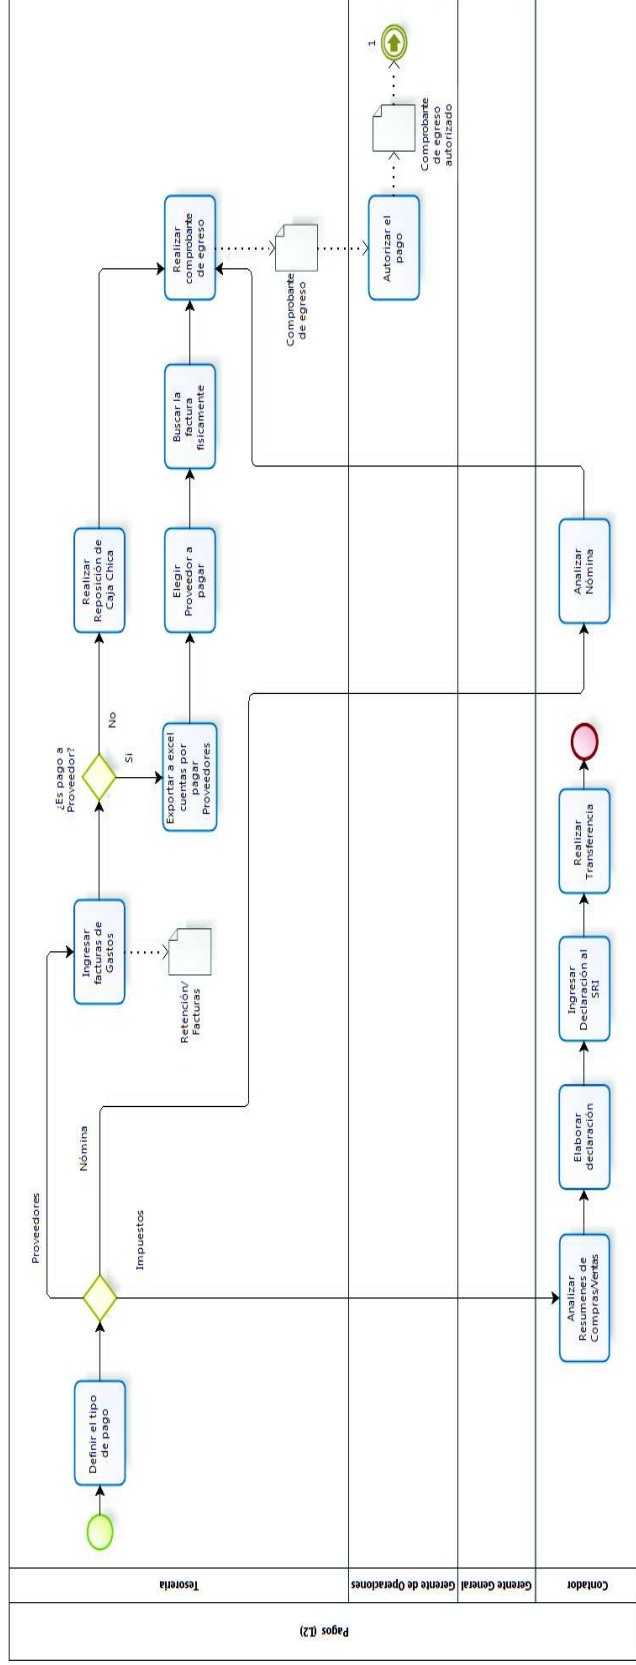 Pagos (L2)
Tesorería
Gerente de Operaciones
Gerente General
Contador
Definir el tipo
de pago
Proveedores
Nómina
Impuestos
Ingresar
facturas de
Gastos
Retención/
Facturas
¿Es pago a
Proveedor?
No
Si
Realizar
Reposición de
Caja Chica
Exportar a excel
cuentas por
pagar
Proveedores
Elegir
Proveedor a
pagar
Buscar la
factura
fisicamente
Realizar
comprobante
de egreso
Comprobante
de egreso
Autorizar el
pago
Comprobante
de egreso
autorizado
1
Analizar
Resumenes de
Compras/Ventas
Elaborar
declaración
Ingresar
Declaración al
SRI
Realizar
Transferencia
Analizar
Nómina